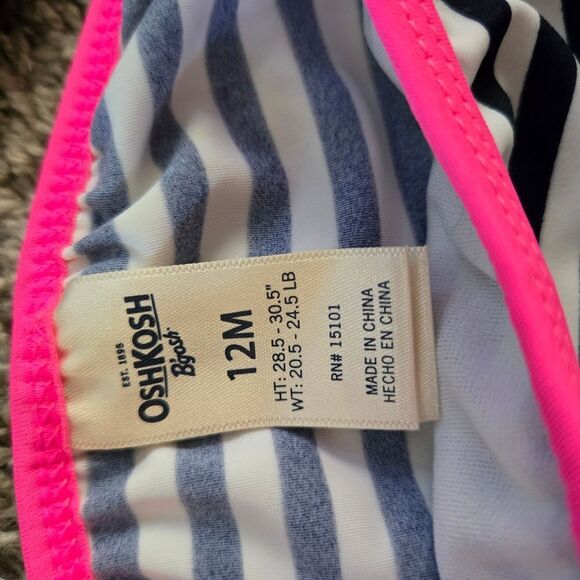 EST. 1895
OSHKOSH
B'gosh
12M
HT: 28.5 - 30.5"
WT: 20.5 - 24.5 LB
RN# 15101
MADE IN CHINA
HECHO EN CHINA